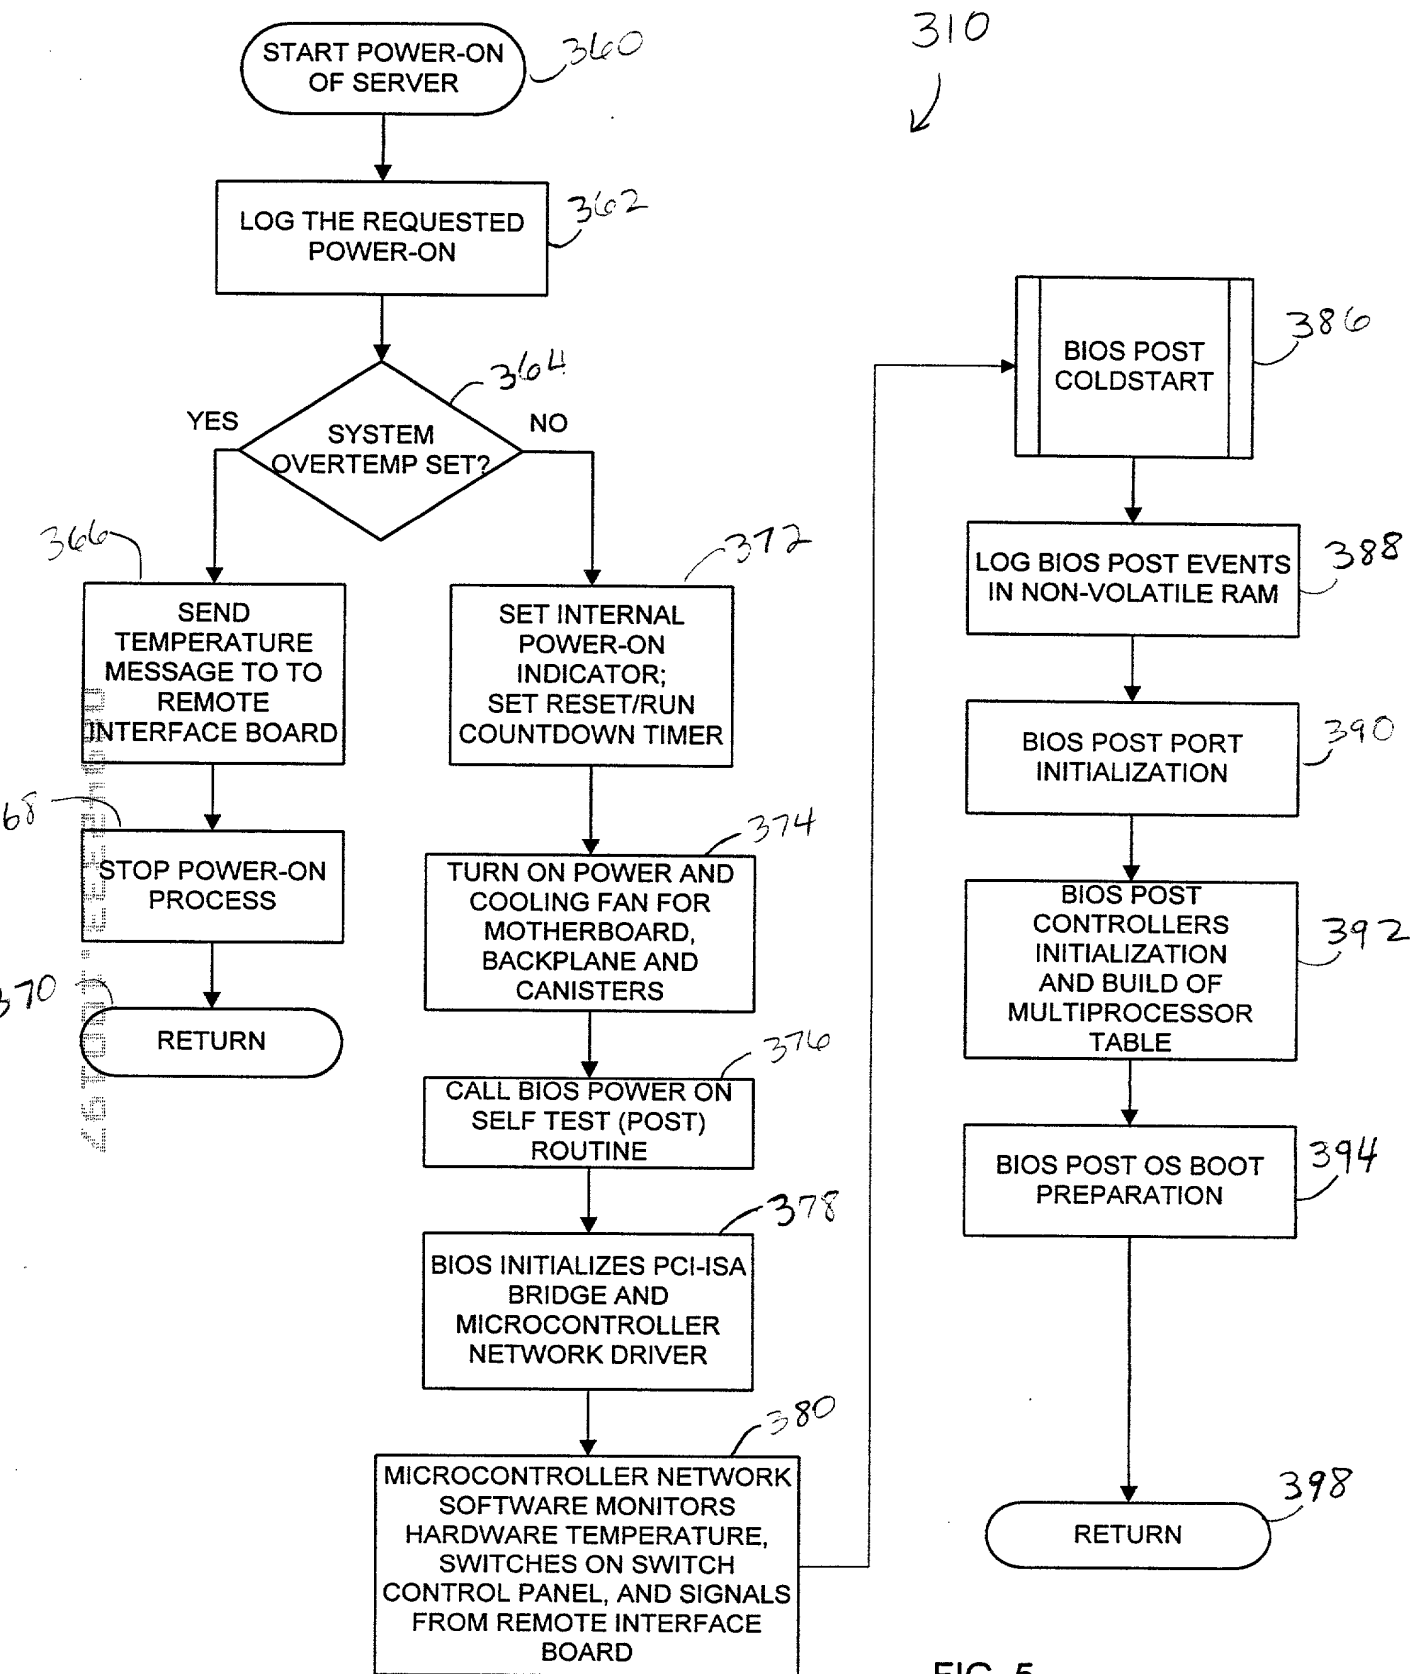 310
START POWER-ON
OF SERVER
360
LOG THE REQUESTED
POWER-ON
362
364
YES
NO
SYSTEM
OVERTEMP SET?
366
SEND
TEMPERATURE
MESSAGE TO TO
REMOTE
INTERFACE BOARD
68
STOP POWER-ON
PROCESS
370
RETURN
372
SET INTERNAL
POWER-ON
INDICATOR;
SET RESET/RUN
COUNTDOWN TIMER
374
TURN ON POWER AND
COOLING FAN FOR
MOTHERBOARD,
BACKPLANE AND
CANISTERS
376
CALL BIOS POWER ON
SELF TEST (POST)
ROUTINE
378
BIOS INITIALIZES PCI-ISA
BRIDGE AND
MICROCONTROLLER
NETWORK DRIVER
380
MICROCONTROLLER NETWORK
SOFTWARE MONITORS
HARDWARE TEMPERATURE,
SWITCHES ON SWITCH
CONTROL PANEL, AND SIGNALS
FROM REMOTE INTERFACE
BOARD
386
BIOS POST
COLDSTART
388
LOG BIOS POST EVENTS
IN NON-VOLATILE RAM
390
BIOS POST PORT
INITIALIZATION
392
BIOS POST
CONTROLLERS
INITIALIZATION
AND BUILD OF
MULTIPROCESSOR
TABLE
394
BIOS POST OS BOOT
PREPARATION
398
RETURN
FIG. 5